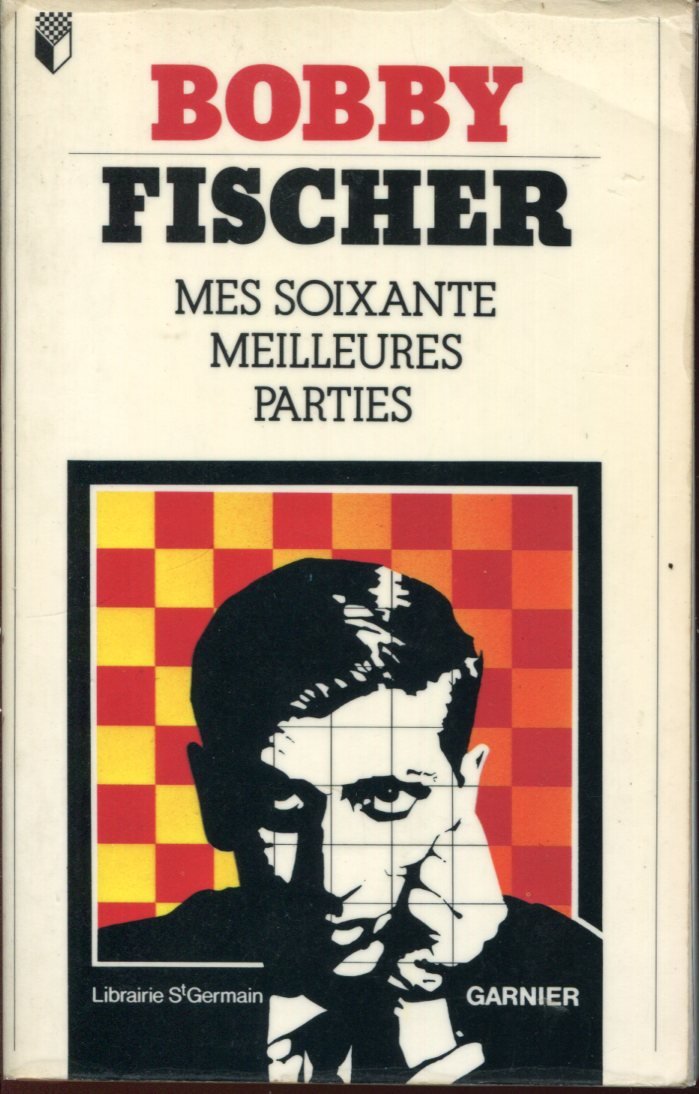 BOBBY
FISCHER
MES SOIXANTE
MEILLEURES
PARTIES
Librairie StGermain
GARNIER